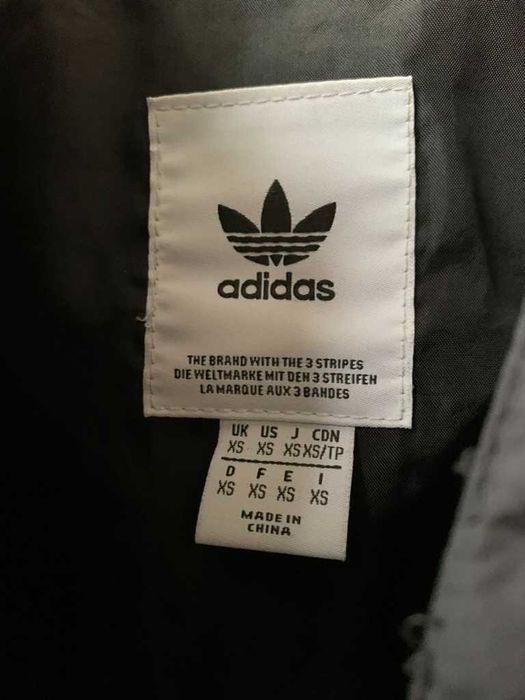 adidas
THE BRAND WITH THE 3 STRIPES
DIE WELTMARKE MIT DEN 3 STREIFEN
LA MARQUE AUX 3 BANDES
UK US J CDN
XS XS XS XS/TP
D F E I
XS XS XS XS
MADE IN
CHINA